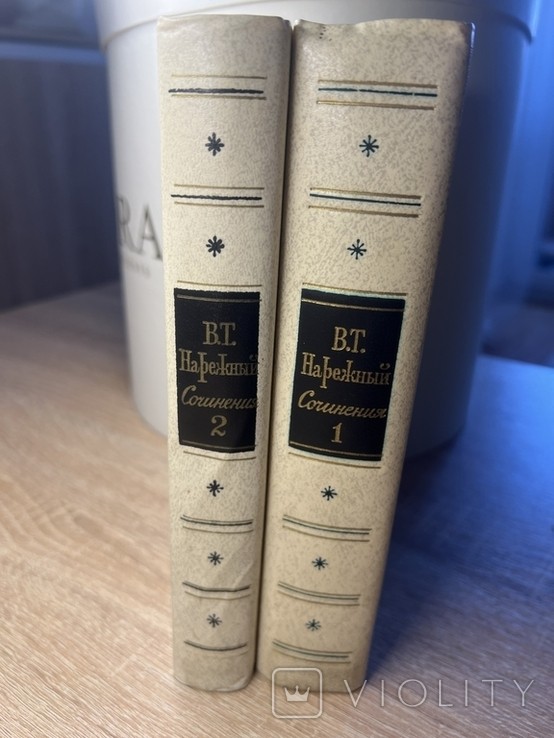 В.Т.
Нарежный
Сочинения
2
В.Т.
Нарежный
Сочинения
1
RA
VIOLITY